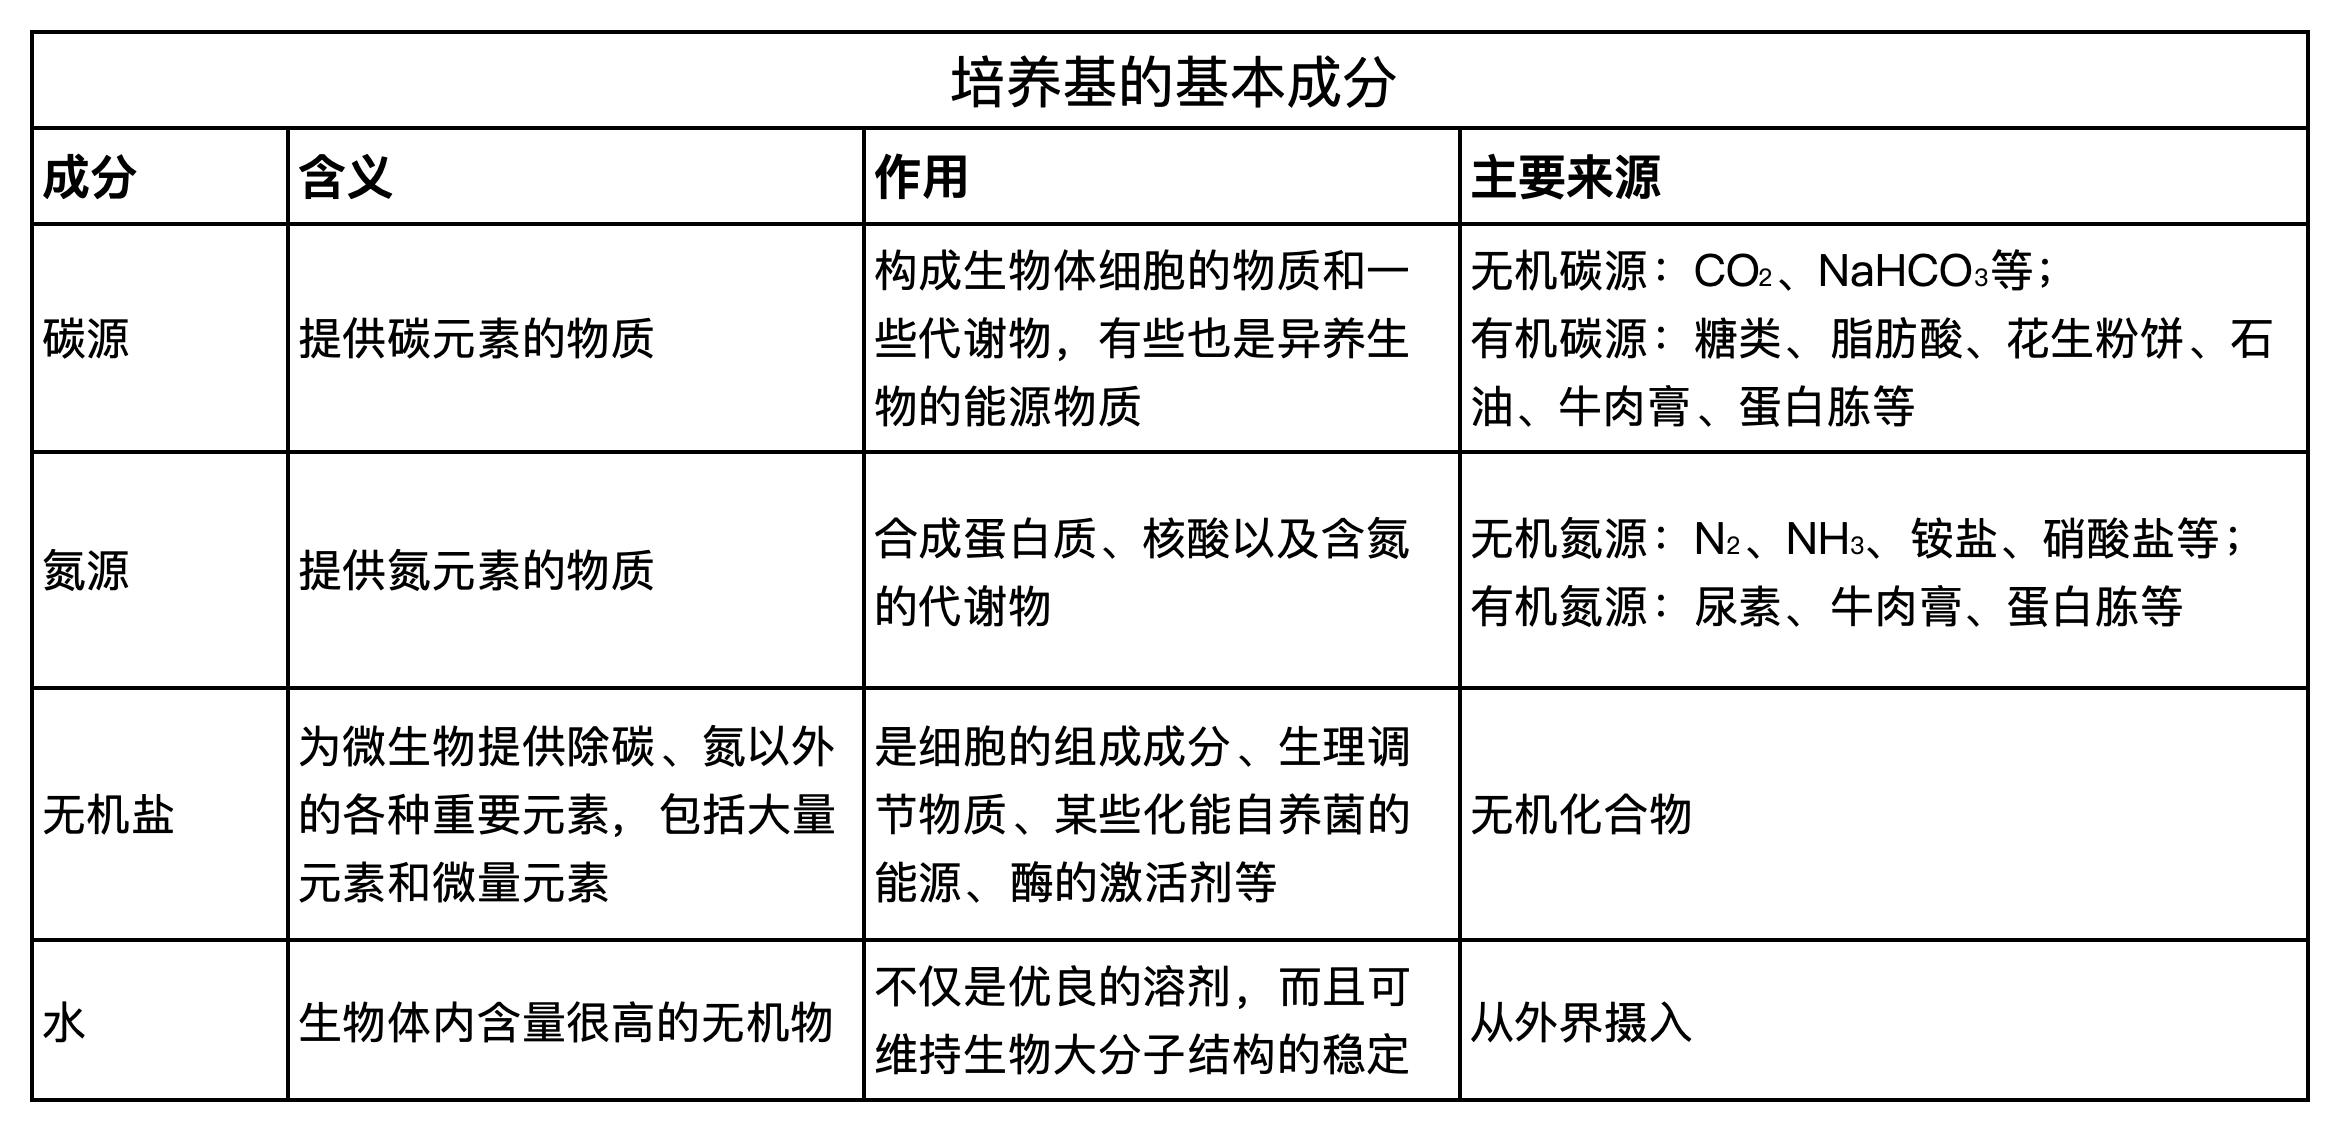 培养基的基本成分
成分
含义
作用
主要来源
碳源
提供碳元素的物质
构成生物体细胞的物质和一
些代谢物，有些也是异养生
物的能源物质
无机碳源：CO₂、NaHCO₃等；
有机碳源：糖类、脂肪酸、花生粉饼、石
油、牛肉膏、蛋白胨等
氮源
提供氮元素的物质
合成蛋白质、核酸以及含氮
的代谢物
无机氮源：N₂、NH₃、铵盐、硝酸盐等；
有机氮源：尿素、牛肉膏、蛋白胨等
无机盐
为微生物提供除碳、氮以外
的各种重要元素， 包括大量
元素和微量元素
是细胞的组成成分、生理调
节物质、某些化能自养菌的
能源、酶的激活剂等
无机化合物
水
生物体内含量很高的无机物
不仅是优良的溶剂，而且可
维持生物大分子结构的稳定
从外界摄入